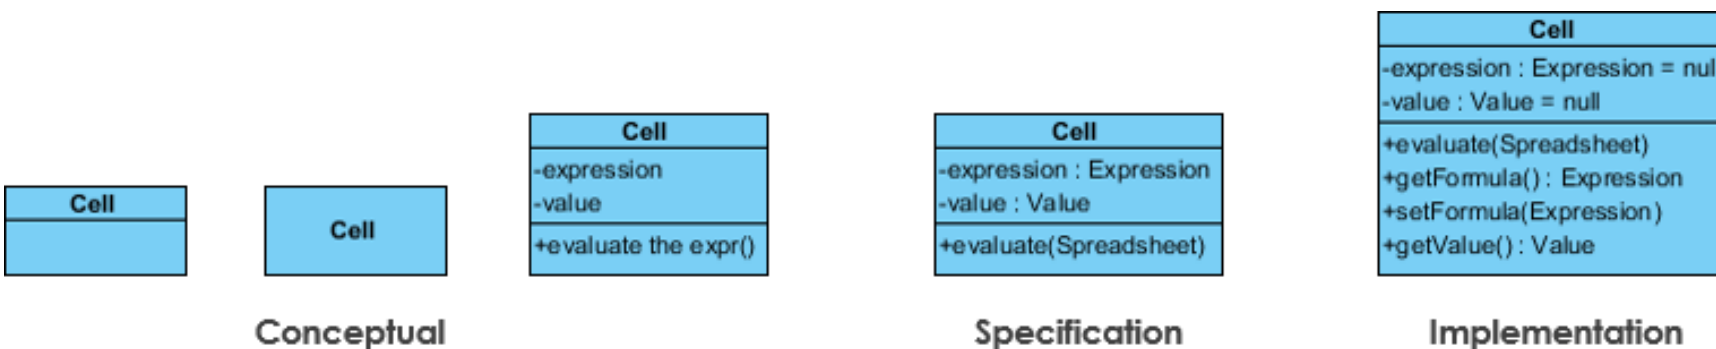 Cell
Cell
Cell
-expression
-value
+evaluate the expr()
Conceptual
Cell
-expression : Expression
-value : Value
+evaluate(Spreadsheet)
Specification
Cell
-expression : Expression = nul
-value : Value = null
+evaluate(Spreadsheet)
+getFormula() : Expression
+setFormula(Expression)
+getValue() : Value
Implementation